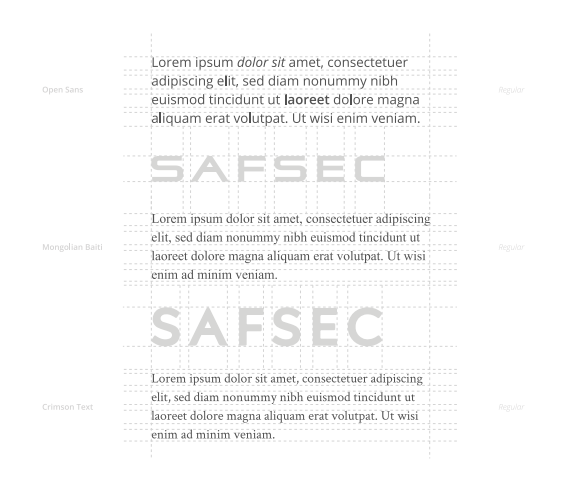 Lorem ipsum dolor sit amet, consectetuer
adipiscing elit, sed diam nonummy nibh
Open Sans
Regular
euismod tincidunt ut laoreet dolore magna
aliquam erat volutpat. Ut wisi enim veniam.
SAFSEC
Lorem ipsum dolor sit amet, consectetuer adipiscing
elit, sed diam nonummy nibh euismod tincidunt ut
Mongolian Baiti
Regular
laoreet dolore magna aliquam erat volutpat. Ut wisi
enim ad minim veniam.
SAFSEC
Lorem ipsum dolor sit amet, consectetuer adipiscing
elit, sed diam nonummy nibh euismod tincidunt ut
Crimson Text
Regular
laoreet dolore magna aliquam erat volutpat. Ut wisi
enim ad minim veniam.